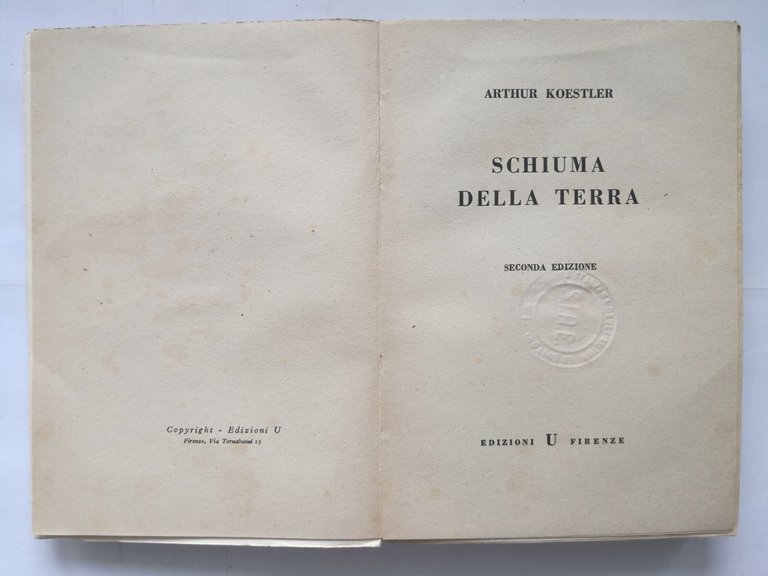 Copyright - Edizioni U
Firenze, Via Tornabuoni 15
ARTHUR KOESTLER
SCHIUMA
DELLA TERRA
SECONDA EDIZIONE
EDIZIONI U FIRENZE